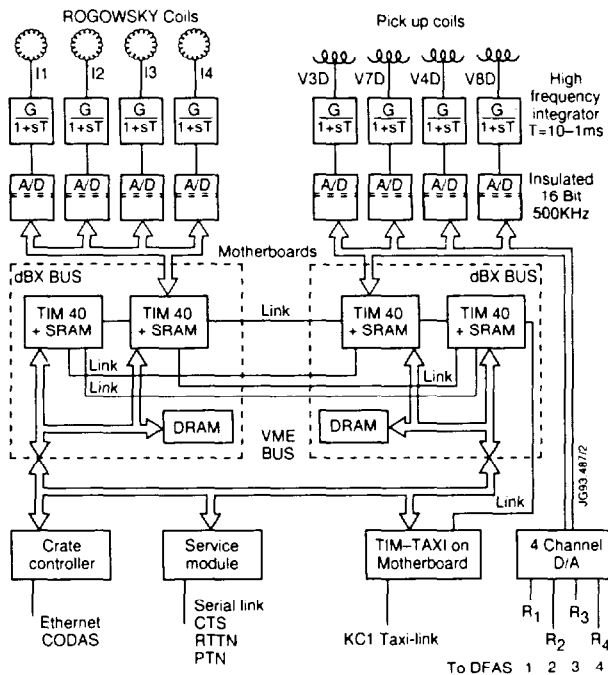 ROGOWSKY Coils
Pick up coils
I1
I2
I3
I4
V3D
V7D
V4D
V8D
G
1+sT
G
1+sT
G
1+sT
G
1+sT
G
1+sT
G
1+sT
G
1+sT
G
1+sT
High
frequency
integrator
T=10–1ms
A/D
A/D
A/D
A/D
A/D
A/D
A/D
A/D
Insulated
16 Bit
500KHz
Motherboards
dBX BUS
dBX BUS
TIM 40
+ SRAM
TIM 40
+ SRAM
Link
TIM 40
+ SRAM
TIM 40
+ SRAM
Link
Link
Link
DRAM
VME
BUS
DRAM
JG93 487/2
Link
Crate
controller
Service
module
TIM–TAXI on
Motherboard
4 Channel
D/A
Ethernet
CODAS
Serial link
CTS
RTTN
PTN
KC1 Taxi-link
R1
R2
R3
R4
To DFAS 1 2 3 4